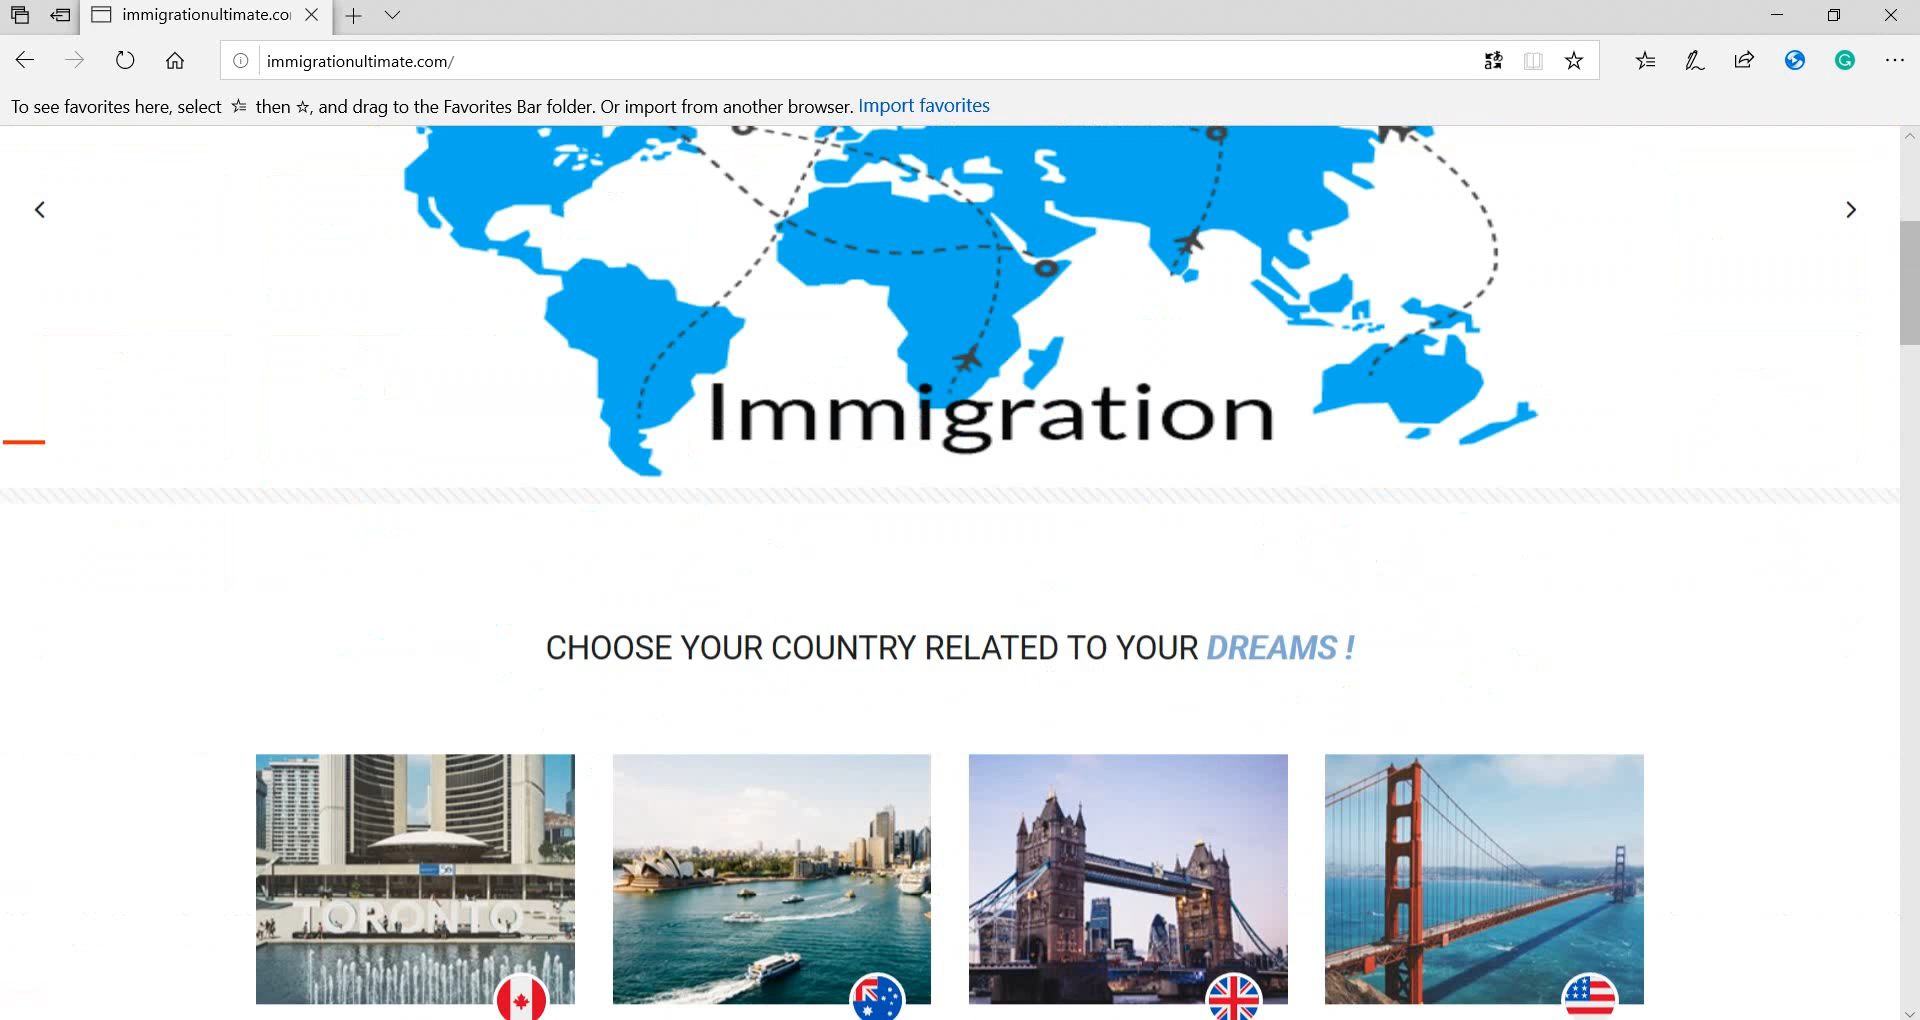 immigrationultimate.co
immigrationultimate.com/
To see favorites here, select then , and drag to the Favorites Bar folder. Or import from another browser. Import favorites
Immigration
CHOOSE YOUR COUNTRY RELATED TO YOUR DREAMS !
TORONTO